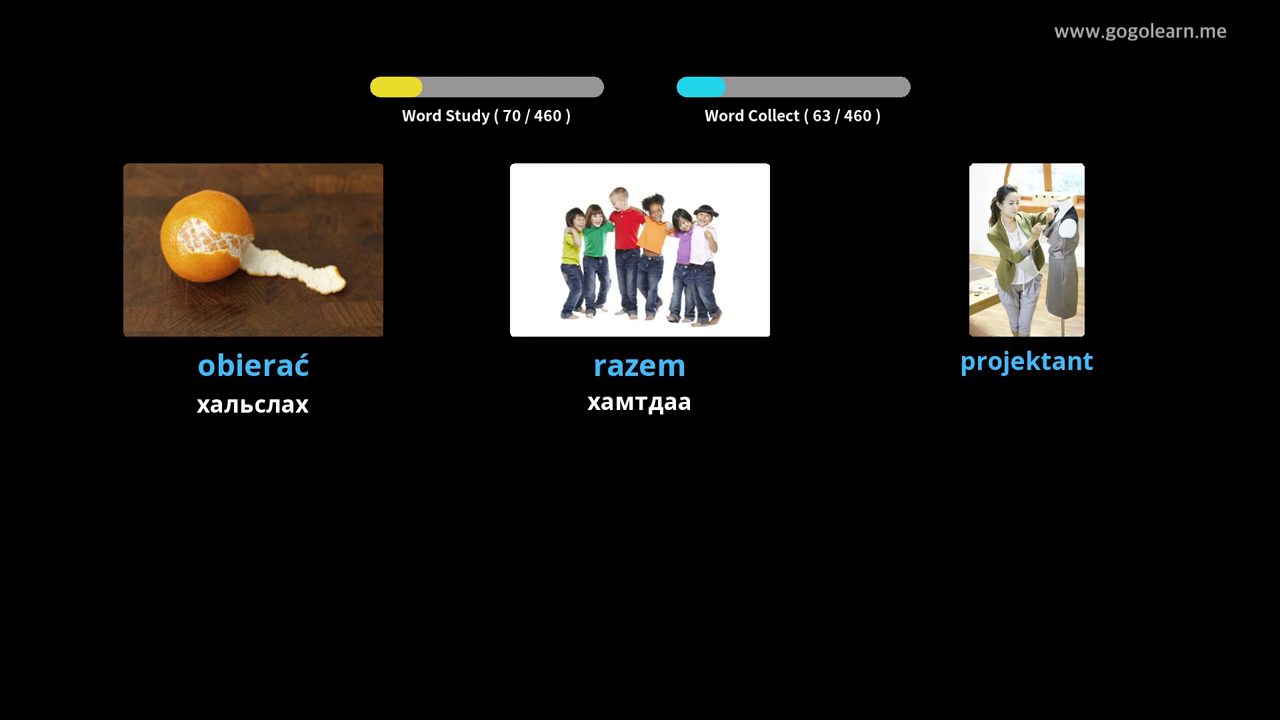 www.gogolearn.me
Word Study ( 70 / 460 )
Word Collect ( 63 / 460 )
obierać
хальслах
razem
хамтдаа
projektant